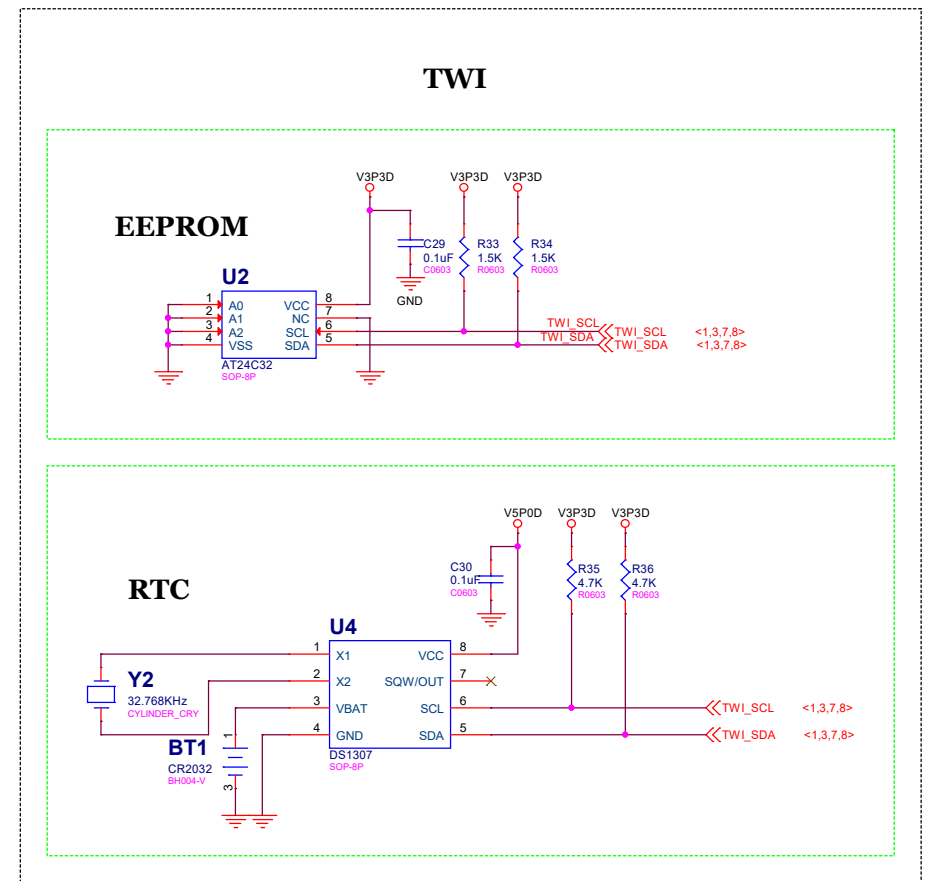 TWI
EEPROM
V3P3D V3P3D V3P3D
C29 R33 R34
0.1uF 1.5K 1.5K
C0603 R0603 R0603
GND
U2
1 A0 VCC 8
2 A1 NC 7
3 A2 SCL 6
4 VSS SDA 5
AT24C32
SOP-8P
TWI_SCL TWI_SCL <1,3,7,8>
TWI_SDA TWI_SDA <1,3,7,8>
RTC
V5P0D V3P3D V3P3D
C30 R35 R36
0.1uF 4.7K 4.7K
C0603 R0603 R0603
U4
1 X1 VCC 8
2 X2 SQW/OUT 7
3 VBAT SCL 6
4 GND SDA 5
DS1307
SOP-8P
Y2
32.768KHz
CYLINDER_CRY
BT1
CR2032
BH004-V
1
3
TWI_SCL <1,3,7,8>
TWI_SDA <1,3,7,8>